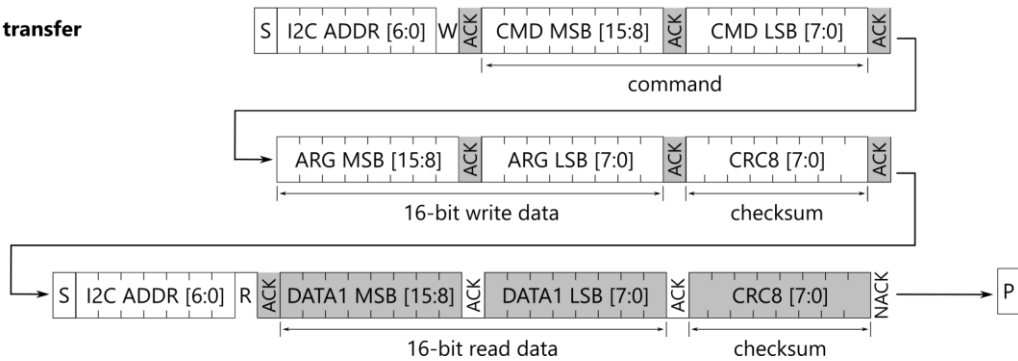 transfer
S I2C ADDR [6:0] W ACK CMD MSB [15:8] ACK CMD LSB [7:0] ACK
command
ARG MSB [15:8] ACK ARG LSB [7:0] ACK CRC8 [7:0] ACK
16-bit write data checksum
S I2C ADDR [6:0] R ACK DATA1 MSB [15:8] ACK DATA1 LSB [7:0] ACK CRC8 [7:0] NACK P
16-bit read data checksum